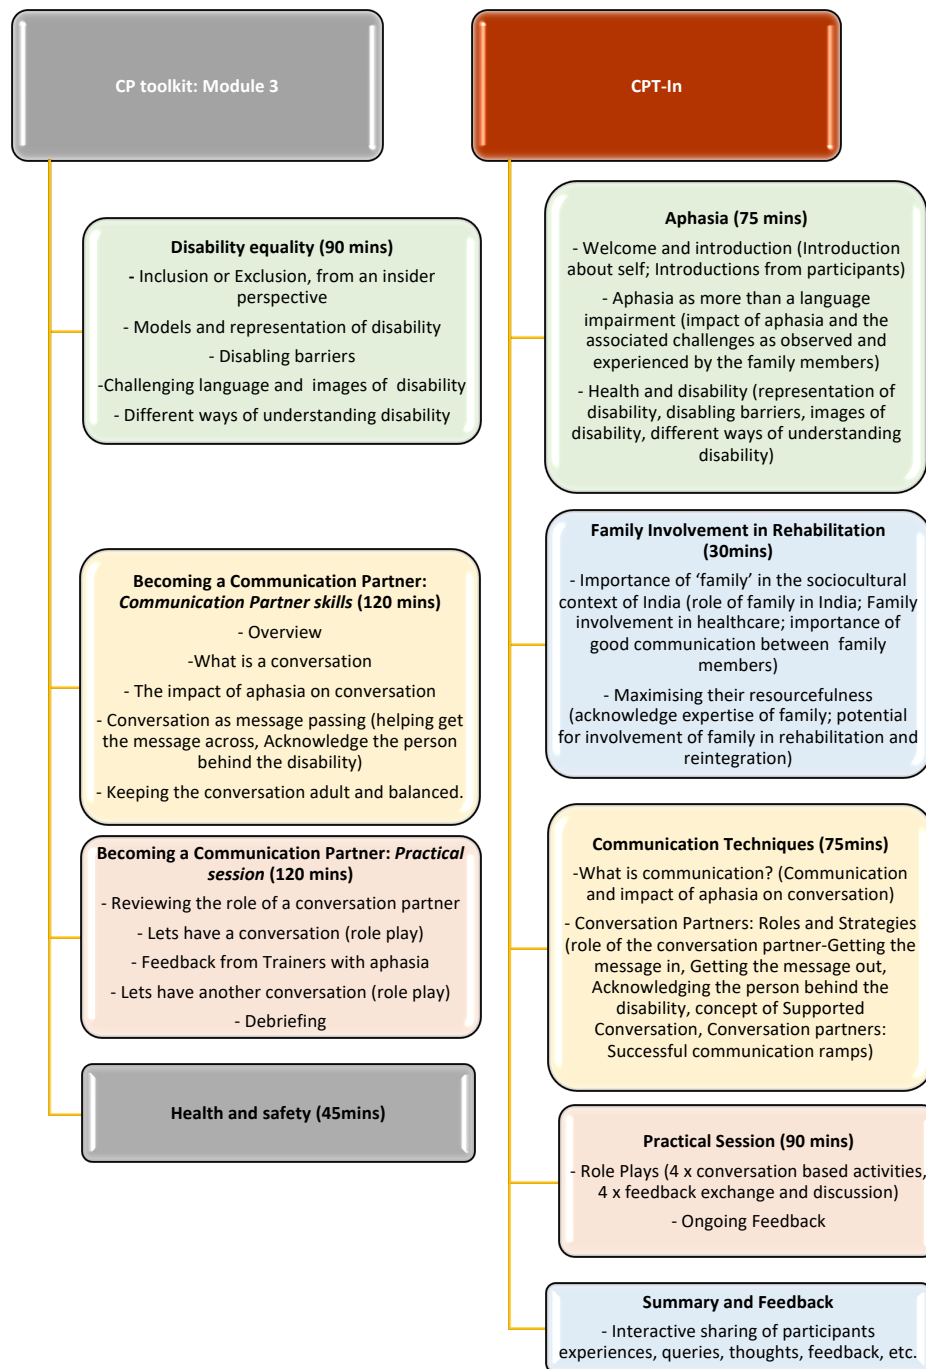 CP toolkit: Module 3
Disability equality (90 mins)
- Inclusion or Exclusion, from an insider
perspective
- Models and representation of disability
- Disabling barriers
-Challenging language and images of disability
- Different ways of understanding disability
Becoming a Communication Partner:
Communication Partner skills (120 mins)
- Overview
-What is a conversation
- The impact of aphasia on conversation
- Conversation as message passing (helping get
the message across, Acknowledge the person
behind the disability)
- Keeping the conversation adult and balanced.
Becoming a Communication Partner: Practical
session (120 mins)
- Reviewing the role of a conversation partner
- Lets have a conversation (role play)
- Feedback from Trainers with aphasia
- Lets have another conversation (role play)
- Debriefing
Health and safety (45mins)
CPT-In
Aphasia (75 mins)
- Welcome and introduction (Introduction
about self; Introductions from participants)
- Aphasia as more than a language
impairment (impact of aphasia and the
associated challenges as observed and
experienced by the family members)
- Health and disability (representation of
disability, disabling barriers, images of
disability, different ways of understanding
disability)
Family Involvement in Rehabilitation
(30mins)
- Importance of ‘family’ in the sociocultural
context of India (role of family in India; Family
involvement in healthcare; importance of
good communication between family
members)
- Maximising their resourcefulness
(acknowledge expertise of family; potential
for involvement of family in rehabilitation and
reintegration)
Communication Techniques (75mins)
-What is communication? (Communication
and impact of aphasia on conversation)
- Conversation Partners: Roles and Strategies
(role of the conversation partner-Getting the
message in, Getting the message out,
Acknowledging the person behind the
disability, concept of Supported
Conversation, Conversation partners:
Successful communication ramps)
Practical Session (90 mins)
- Role Plays (4 x conversation based activities,
4 x feedback exchange and discussion)
- Ongoing Feedback
Summary and Feedback
- Interactive sharing of participants
experiences, queries, thoughts, feedback, etc.